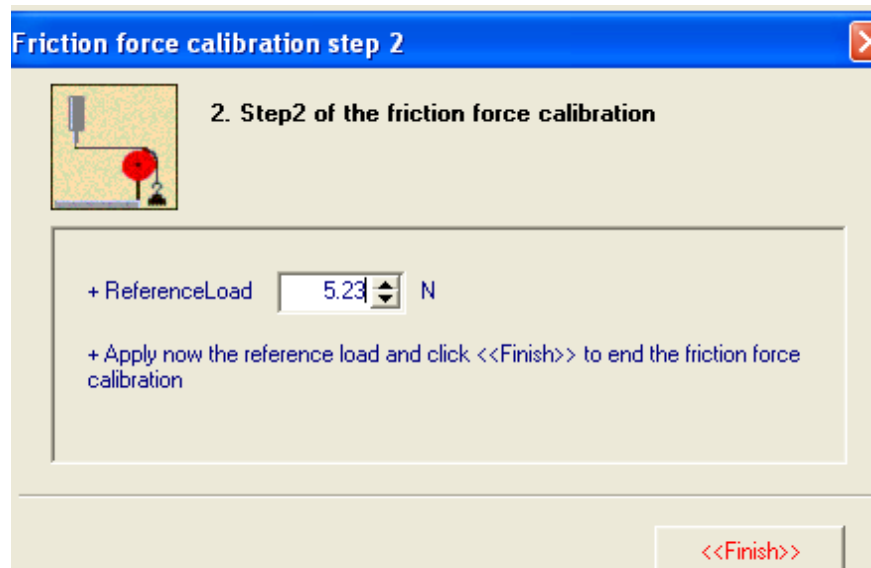 Friction force calibration step 2
2. Step2 of the friction force calibration
+ ReferenceLoad 5.23 N
+ Apply now the reference load and click <<Finish>> to end the friction force
calibration
<<Finish>>